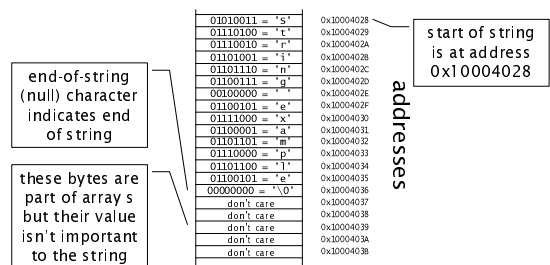 01010011 = 'S' 0x10004028
01110100 = 't' 0x10004029
01110010 = 'r' 0x1000402A
01101001 = 'i' 0x1000402B
01101110 = 'n' 0x1000402C
01100111 = 'g' 0x1000402D
00100000 = ' ' 0x1000402E
01100101 = 'e' 0x1000402F
01111000 = 'x' 0x10004030
01100001 = 'a' 0x10004031
01101101 = 'm' 0x10004032
01110000 = 'p' 0x10004033
01101100 = 'l' 0x10004034
01100101 = 'e' 0x10004035
00000000 = '\0' 0x10004036
don't care 0x10004037
don't care 0x10004038
don't care 0x10004039
don't care 0x1000403A
don't care 0x1000403B
addresses
start of string
is at address
0x10004028
end-of-string
(null) character
indicates end
of string
these bytes are
part of array s
but their value
isn't important
to the string